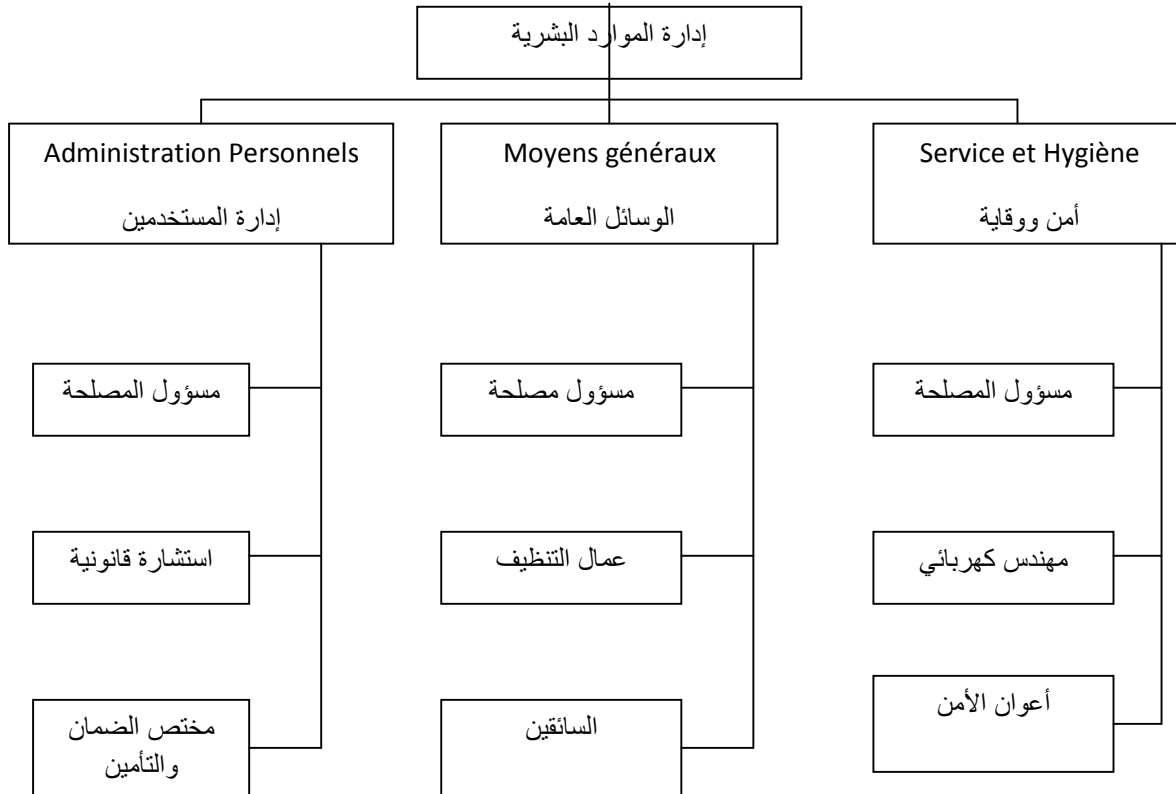 إدارة الموارد البشرية
Administration Personnels
إدارة المستخدمين
Moyens généraux
الوسائل العامة
Service et Hygiène
أمن ووقاية
مسؤول المصلحة
مسؤول مصلحة
مسؤول المصلحة
استشارة قانونية
عمال التنظيف
مهندس كهربائي
مختص الضمان
والتأمين
السائقين
أعوان الأمن